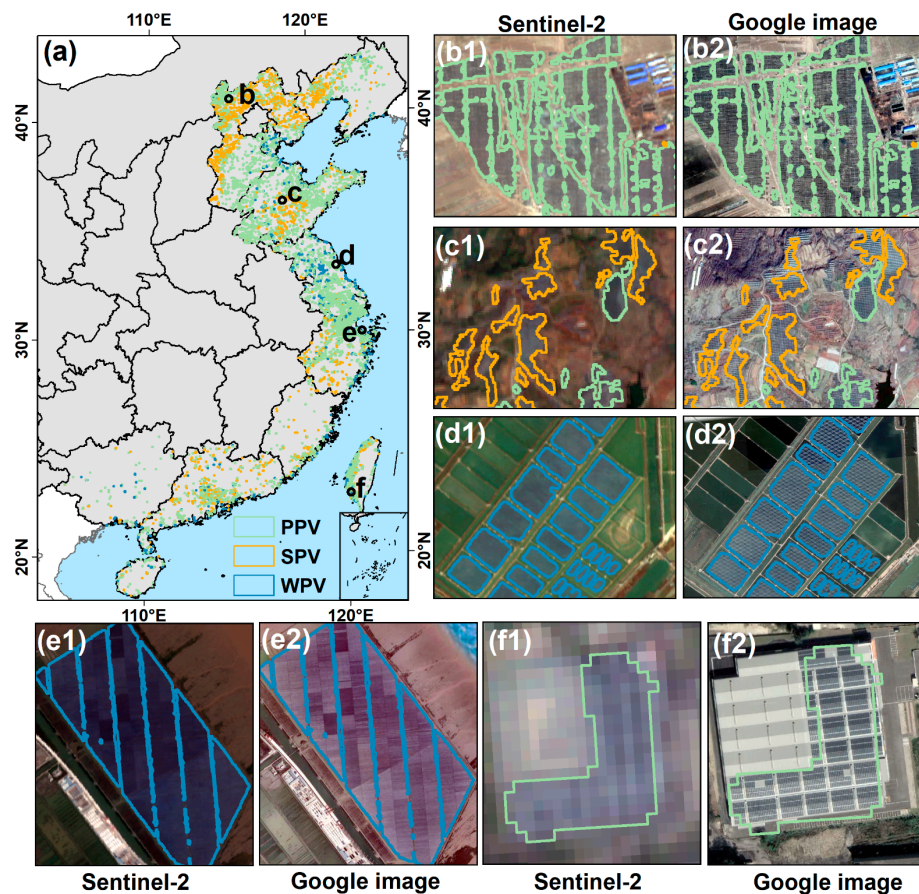 110°E 120°E Sentinel-2 Google image
(a) (b1) (b2)
b
40°N 40°N
c
(c1) (c2)
d
30°N e 30°N
(d1) (d2)
f
PPV
SPV
WPV
20°N 20°N
110°E 120°E
(e1) (e2) (f1) (f2)
Sentinel-2 Google image Sentinel-2 Google image